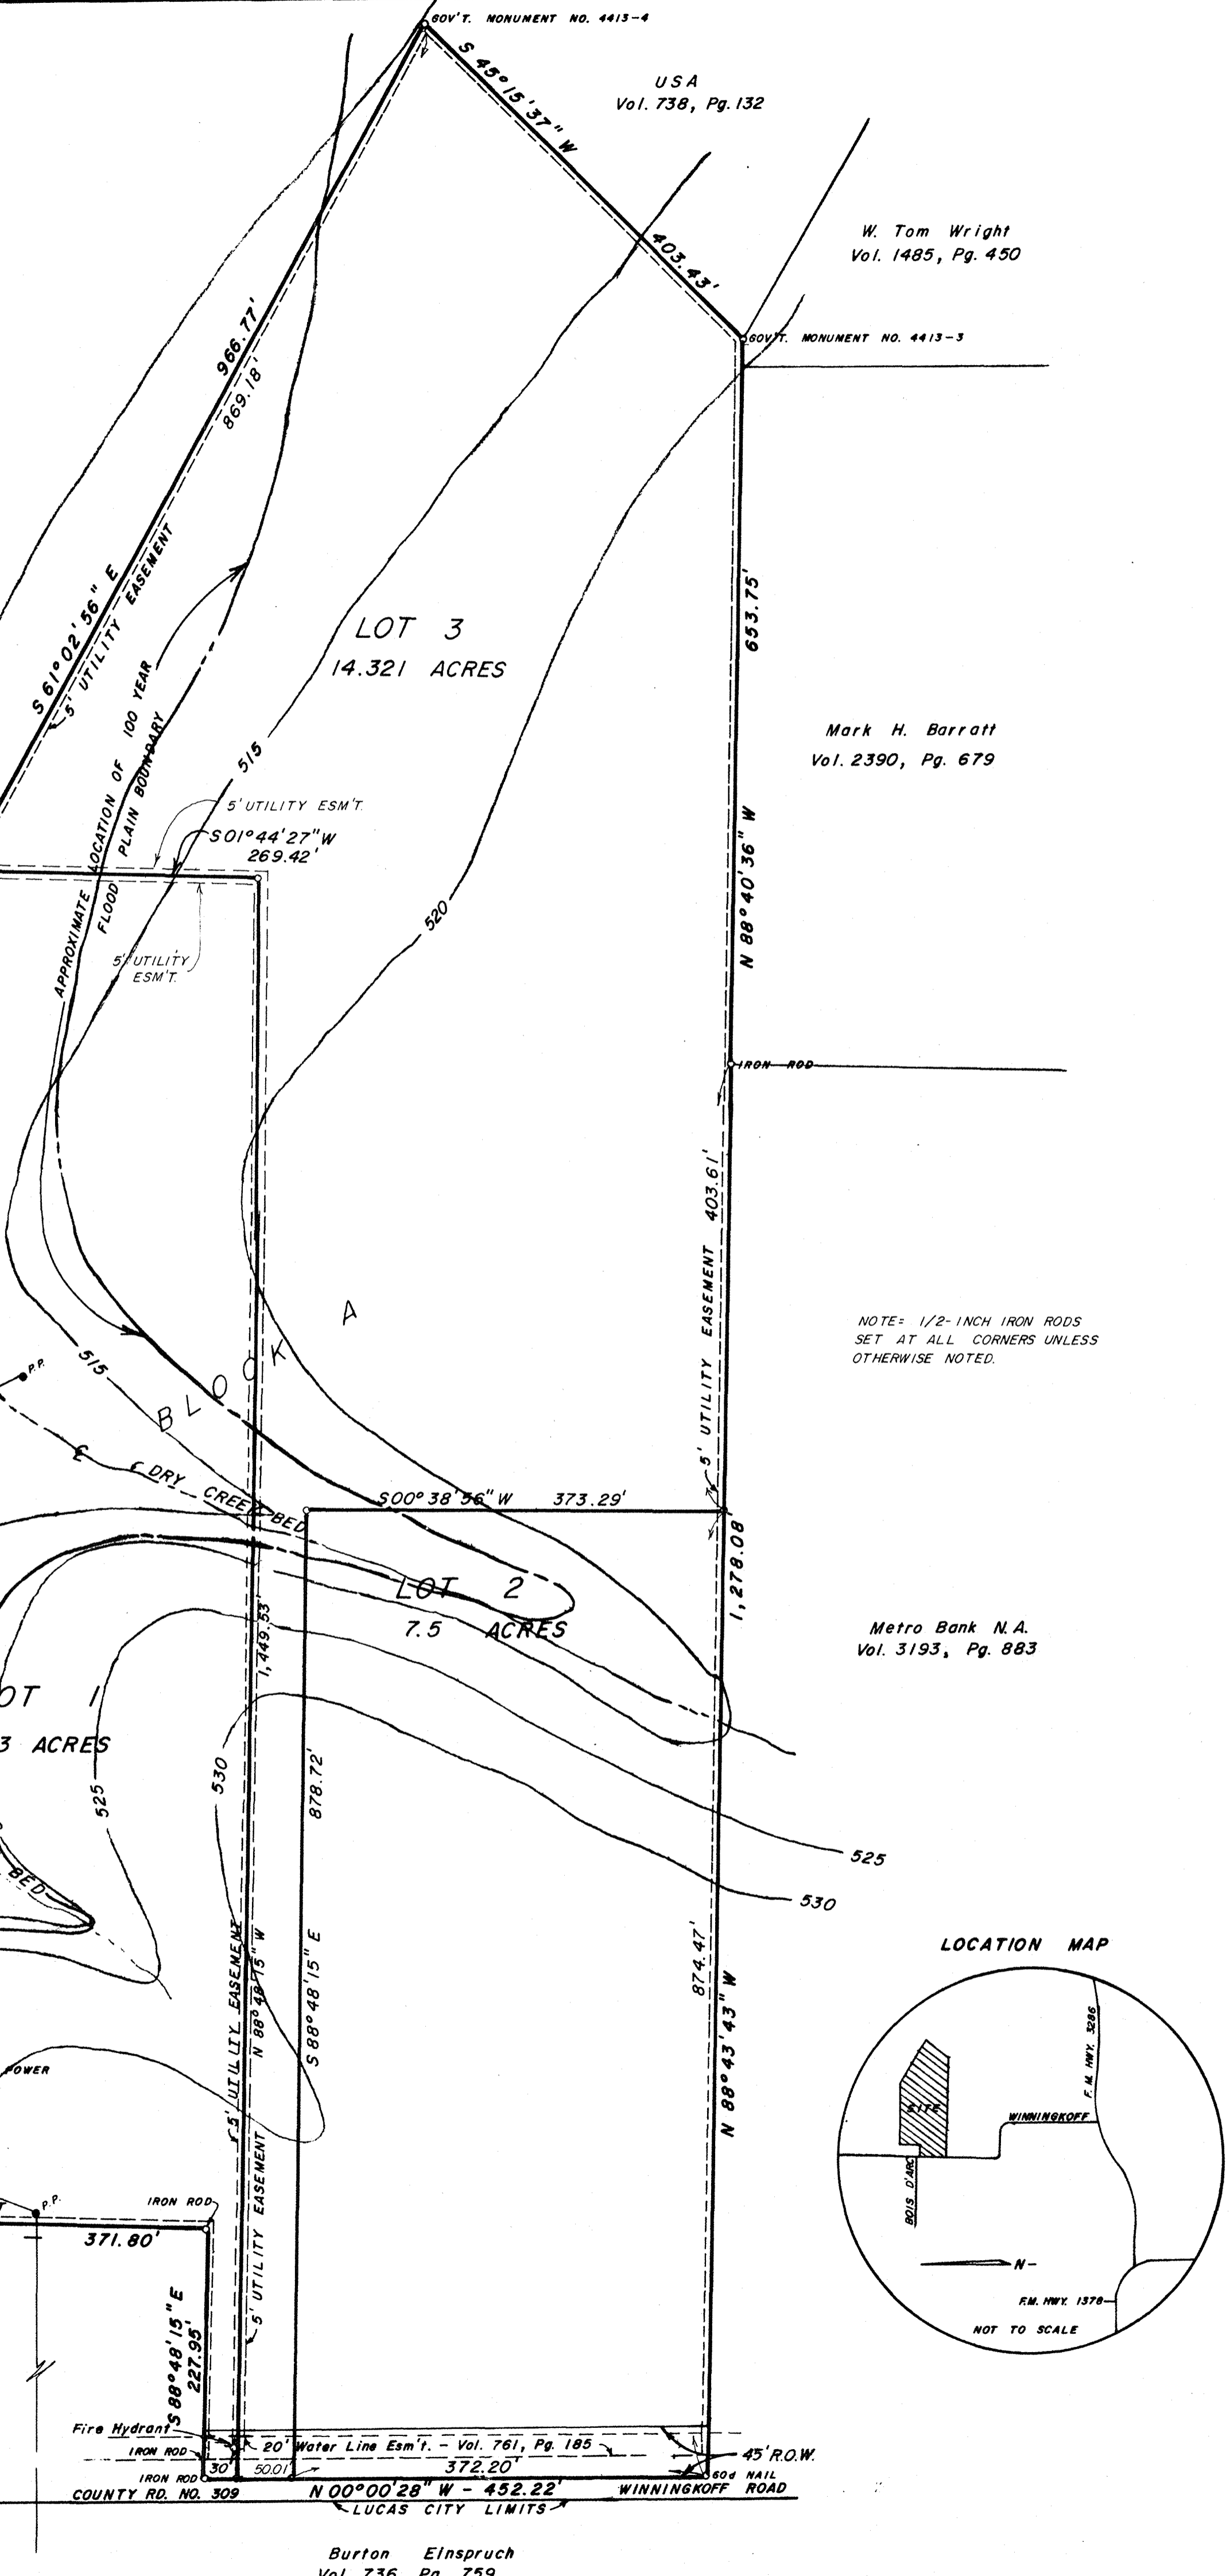 GOV'T. MONUMENT NO. 4413-4
S 45°15'37" W
403.43'
USA
Vol. 738, Pg. 132
W. Tom Wright
Vol. 1485, Pg. 450
GOV'T. MONUMENT NO. 4413-3
966.77'
869.18'
S 61°02'56" E
5' UTILITY EASEMENT
APPROXIMATE LOCATION OF 100 YEAR
FLOOD PLAIN BOUNDARY
LOT 3
14.321 ACRES
653.75'
N 88°40'36" W
Mark H. Barratt
Vol. 2390, Pg. 679
515
5' UTILITY ESM'T.
S 01°44'27" W
269.42'
520
5' UTILITY
ESM'T.
IRON ROD
403.61'
5' UTILITY EASEMENT
NOTE: 1/2-INCH IRON RODS
SET AT ALL CORNERS UNLESS
OTHERWISE NOTED.
BLOCK A
515
P.P.
℄
℄ DRY CREEK BED
S 00°38'56" W 373.29'
1,278.08'
LOT 2
7.5 ACRES
1,449.53'
Metro Bank N.A.
Vol. 3193, Pg. 883
OT 1
3 ACRES
525
530
878.72'
525
530
BED
5' UTILITY EASEMENT
N 88°48'15" W
S 88°48'15" E
874.47'
N 88°43'43" W
LOCATION MAP
F. M. HWY. 3286
SITE
WINNINGKOFF
BOIS D'ARC
N
F.M. HWY. 1378
NOT TO SCALE
POWER
P.P.
IRON ROD
371.80'
5' UTILITY EASEMENT
S 88°48'15" E
227.95'
Fire Hydrant
20' Water Line Esm't. - Vol. 761, Pg. 185
45' R.O.W.
IRON ROD
30'
50.01'
372.20'
60d NAIL
IRON ROD
COUNTY RD. NO. 309
N 00°00'28" W - 452.22'
WINNINGKOFF ROAD
LUCAS CITY LIMITS
Burton Einspruch
Vol. 736, Pg. 759